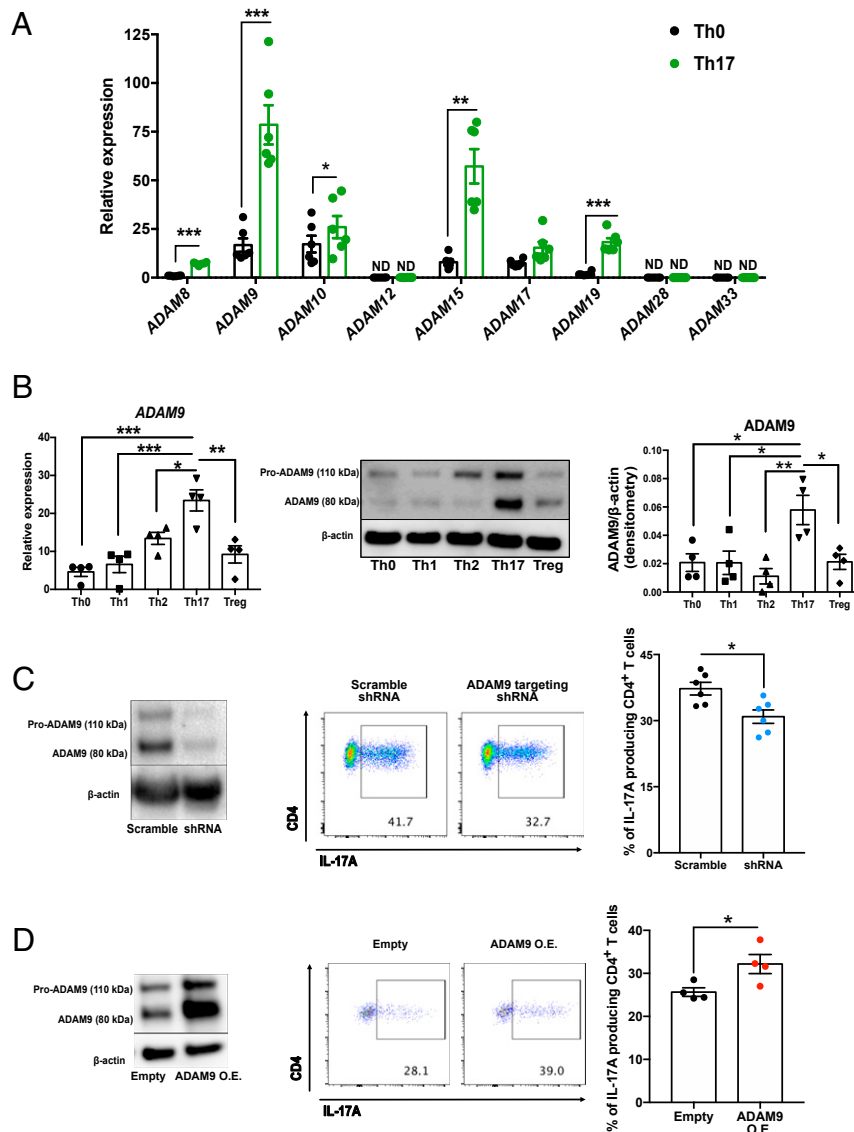 A
Relative expression
125
100
75
50
25
0
***
***
*
ND
ND
**
***
ND
ND
ND
ND
Th0
Th17
ADAM8
ADAM9
ADAM10
ADAM12
ADAM15
ADAM17
ADAM19
ADAM28
ADAM33
B
ADAM9
Relative expression
40
30
20
10
0
***
***
**
*
Th0
Th1
Th2
Th17
Treg
Pro-ADAM9 (110 kDa)
ADAM9 (80 kDa)
β-actin
Th0
Th1
Th2
Th17
Treg
ADAM9
ADAM9/β-actin
(densitometry)
0.10
0.08
0.06
0.04
0.02
0.00
*
*
*
**
Th0
Th1
Th2
Th17
Treg
C
Pro-ADAM9 (110 kDa)
ADAM9 (80 kDa)
β-actin
Scramble shRNA
Scramble
shRNA
ADAM9 targeting
shRNA
CD4
41.7
32.7
IL-17A
% of IL-17A producing CD4+ T cells
45
30
15
0
*
Scramble
shRNA
D
Pro-ADAM9 (110 kDa)
ADAM9 (80 kDa)
β-actin
Empty ADAM9 O.E.
Empty
ADAM9 O.E.
CD4
28.1
39.0
IL-17A
% of IL-17A producing CD4+ T cells
40
30
20
10
0
*
Empty
ADAM9
O.E.